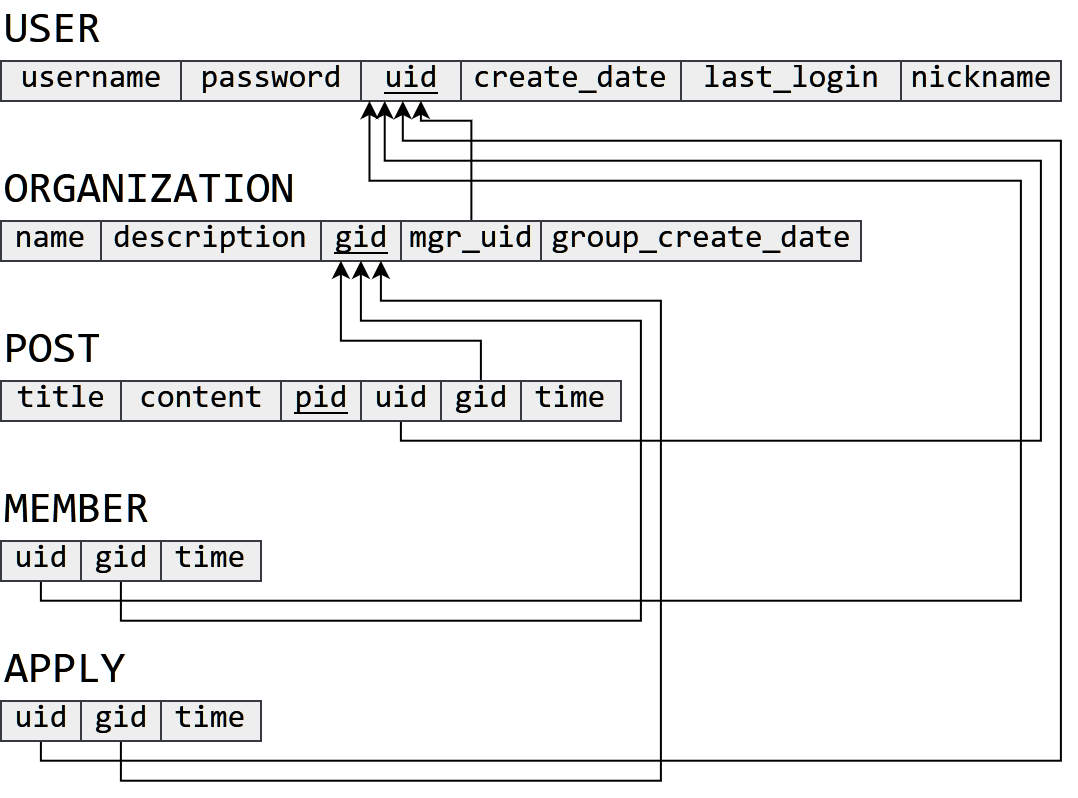 USER
username password uid create_date last_login nickname
ORGANIZATION
name description gid mgr_uid group_create_date
POST
title content pid uid gid time
MEMBER
uid gid time
APPLY
uid gid time